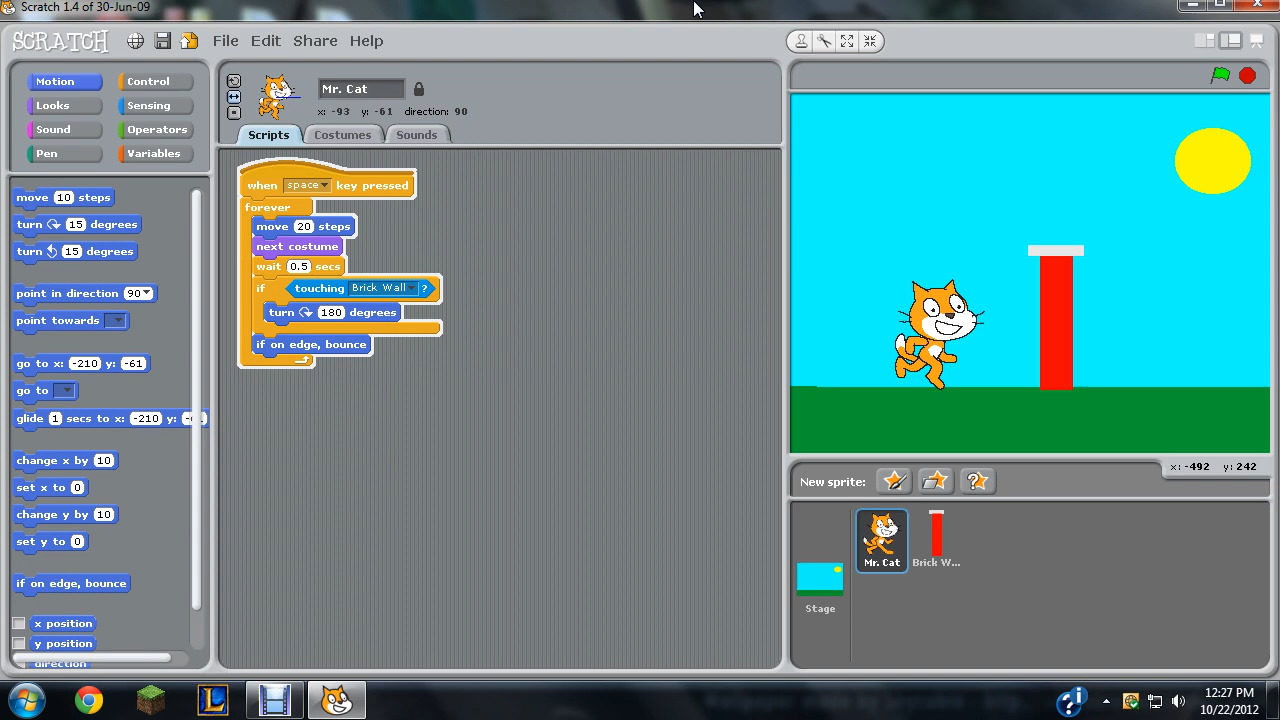 Scratch 1.4 of 30-Jun-09
SCRATCH File Edit Share Help
Motion Control
Looks Sensing
Sound Operators
Pen Variables
move 10 steps
turn 15 degrees
turn 15 degrees
point in direction 90
point towards
go to x: -210 y: -61
go to
glide 1 secs to x: -210 y:
change x by 10
set x to 0
change y by 10
set y to 0
if on edge, bounce
x position
y position
direction
Mr. Cat
x: -93 y: -61 direction: 90
Scripts Costumes Sounds
when space key pressed
forever
move 20 steps
next costume
wait 0.5 secs
if touching Brick Wall ?
turn 180 degrees
if on edge, bounce
x: -492 y: 242
New sprite:
Mr. Cat Brick W...
Stage
12:27 PM
10/22/2012